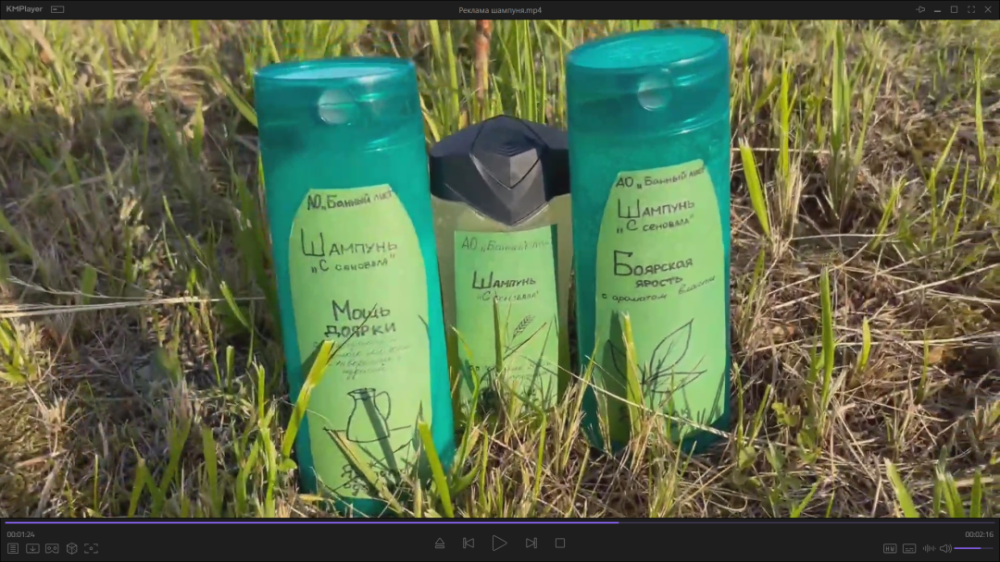 KMPlayer
Реклама шампуня.mp4
АО „Банный лист"
Шампунь
„С сеновала"
Мощь
доярки
АО „Банный
Шампунь
„С сеновала"
АО „Банный лист"
Шампунь
„С сеновала"
Боярская
ярость
с ароматом власти
00:01:24
00:02:16